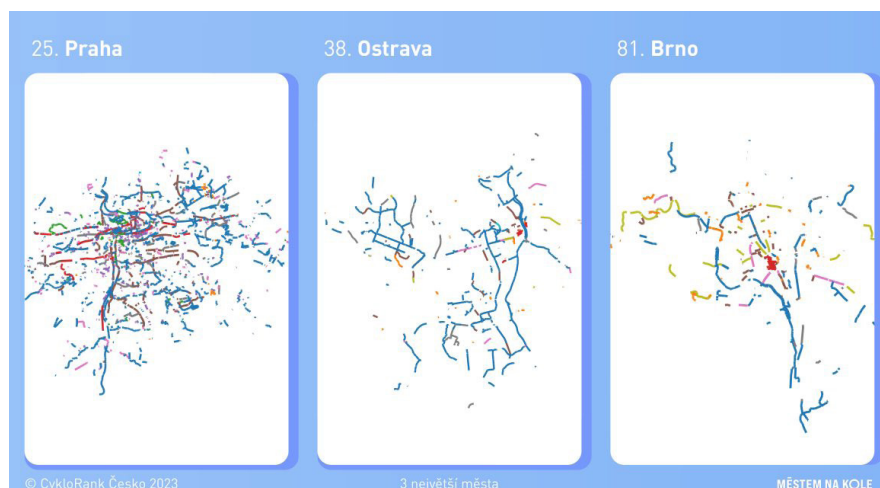 25. Praha
38. Ostrava
81. Brno
© CykloRank Česko 2023
3 největší města
MĚSTEM NA KOLE